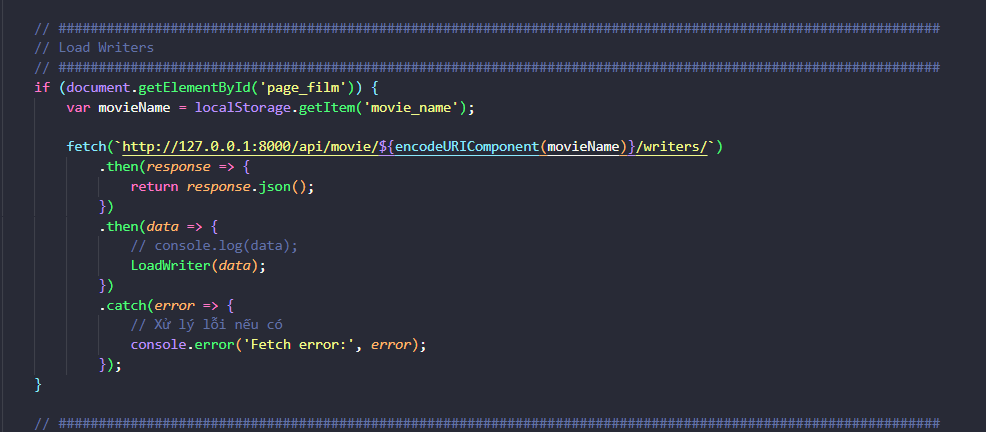 // ##############################################################################################################
// Load Writers
// ##############################################################################################################
if (document.getElementById('page_film')) {
    var movieName = localStorage.getItem('movie_name');
    fetch(`http://127.0.0.1:8000/api/movie/${encodeURIComponent(movieName)}/writers/`)
        .then(response => {
            return response.json();
        })
        .then(data => {
            // console.log(data);
            LoadWriter(data);
        })
        .catch(error => {
            // Xử lý lỗi nếu có
            console.error('Fetch error:', error);
        });
}
// ##############################################################################################################